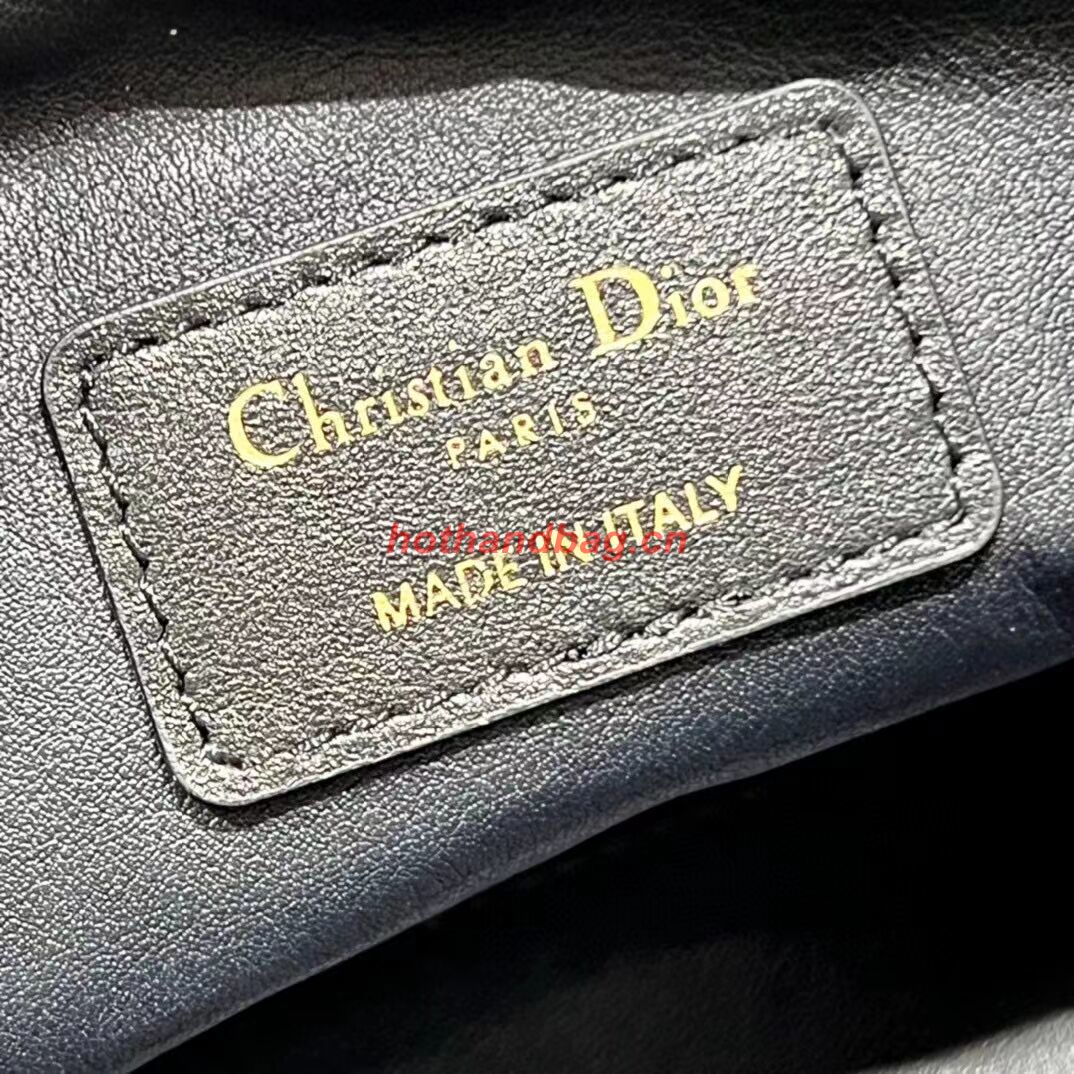 Christian Dior
PARIS
MADE IN ITALY
hothandbag.cn